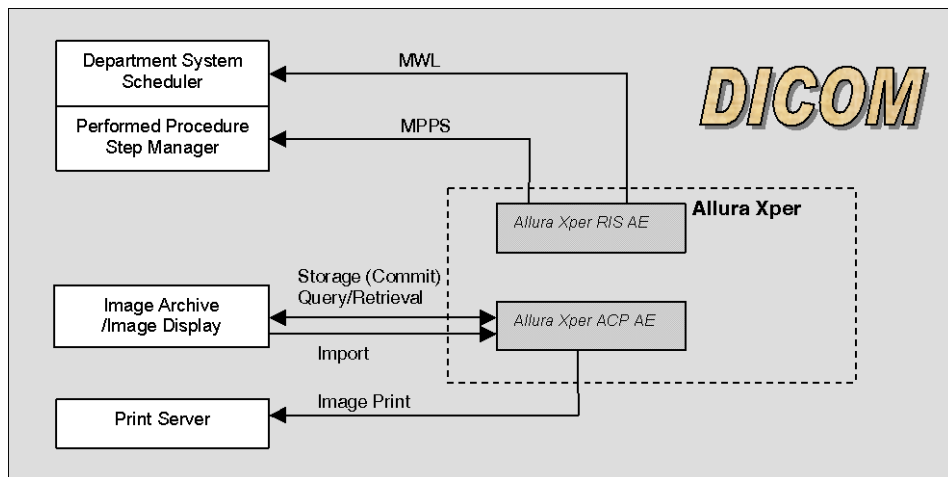 Department System
Scheduler
MWL
DICOM
Performed Procedure
Step Manager
MPPS
Allura Xper
Allura Xper RIS AE
Storage (Commit)
Query/Retrieval
Image Archive
/Image Display
Allura Xper ACP AE
Import
Image Print
Print Server